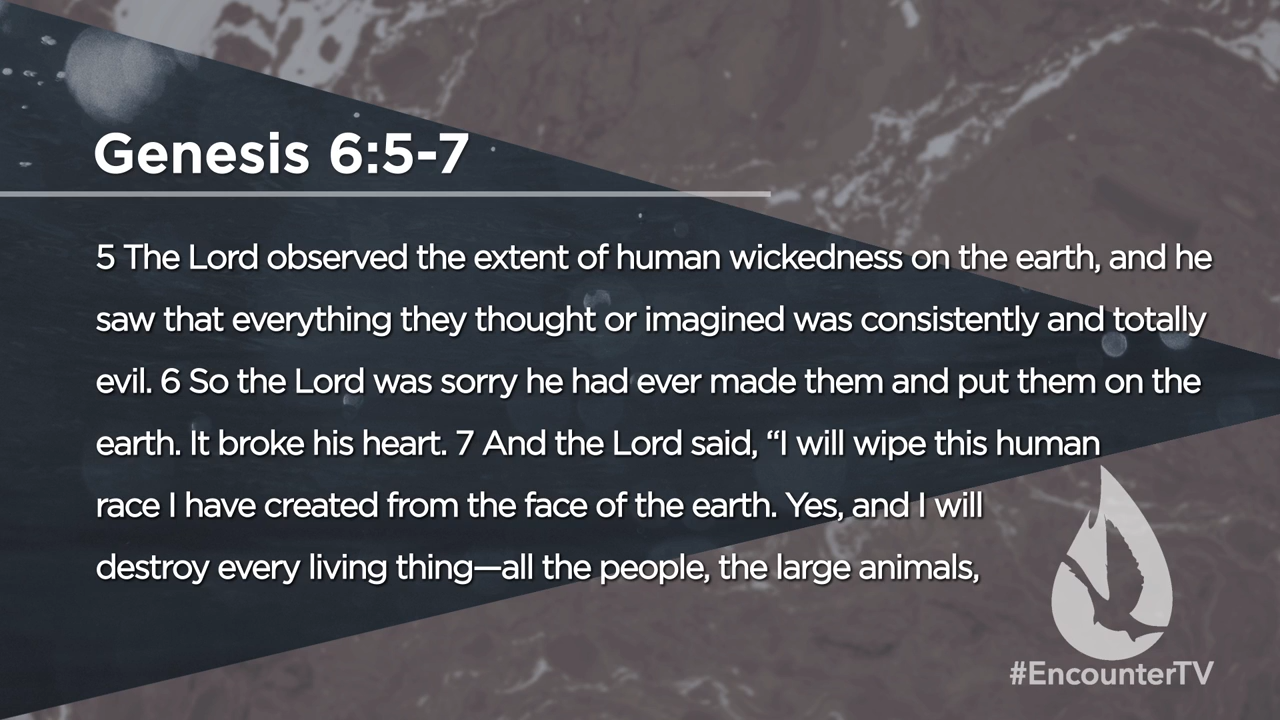 Genesis 6:5-7
5 The Lord observed the extent of human wickedness on the earth, and he
saw that everything they thought or imagined was consistently and totally
evil. 6 So the Lord was sorry he had ever made them and put them on the
earth. It broke his heart. 7 And the Lord said, “I will wipe this human
race I have created from the face of the earth. Yes, and I will
destroy every living thing—all the people, the large animals,
#EncounterTV